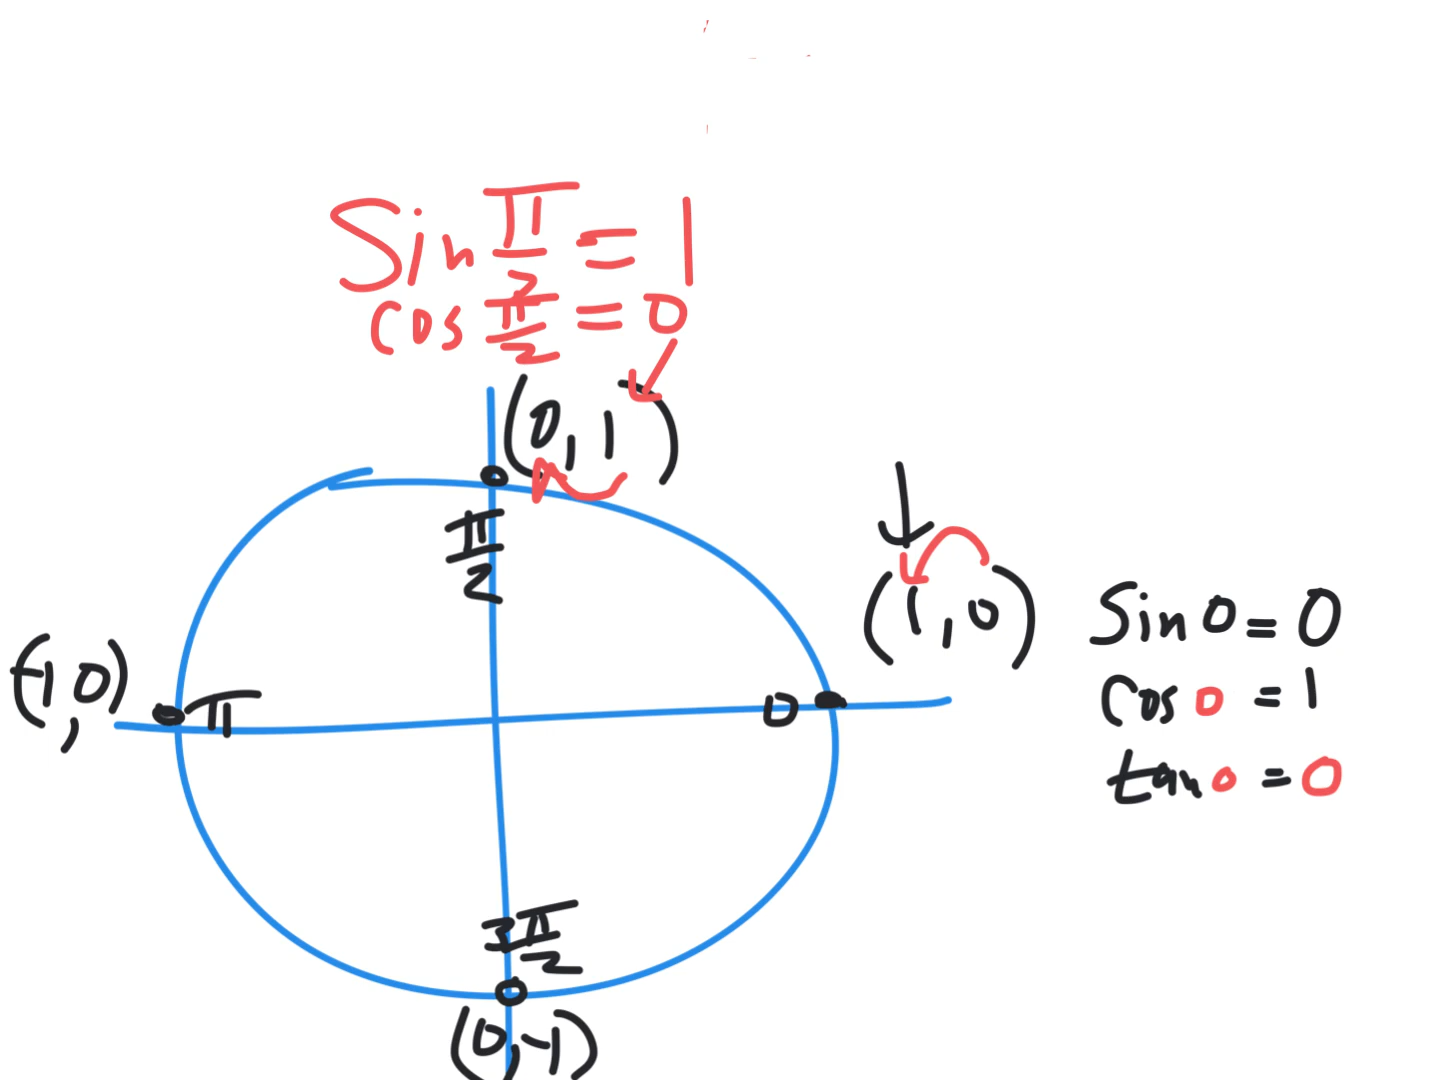 Sin π/2 = 1
cos π/2 = 0
(0, 1)
π/2
(1, 0)
Sin 0 = 0
(-1, 0)
π
0
cos 0 = 1
tan 0 = 0
3π/2
(0, -1)